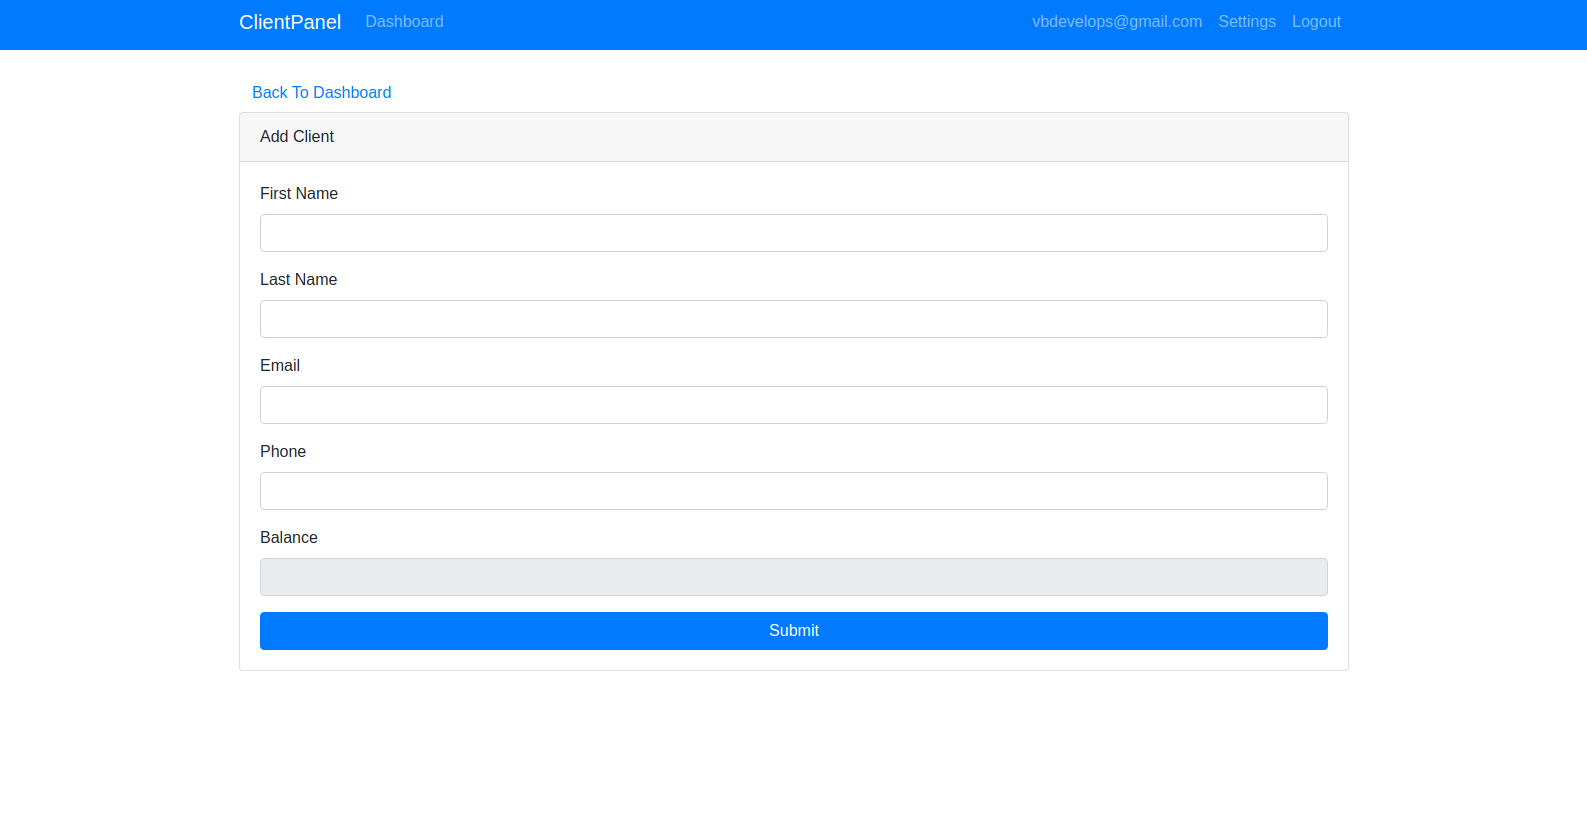 ClientPanel Dashboard vbdevelops@gmail.com Settings Logout
Back To Dashboard
Add Client
First Name
Last Name
Email
Phone
Balance
Submit